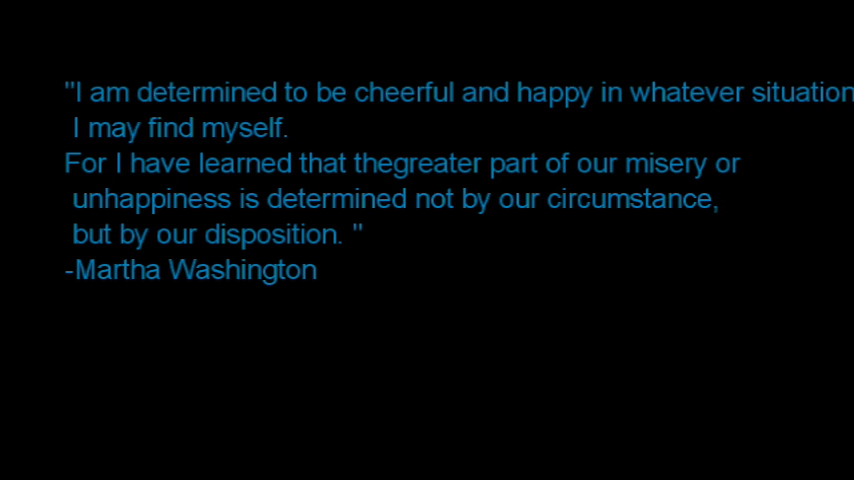 "I am determined to be cheerful and happy in whatever situation
I may find myself.
For I have learned that thegreater part of our misery or
unhappiness is determined not by our circumstance,
but by our disposition. "
-Martha Washington